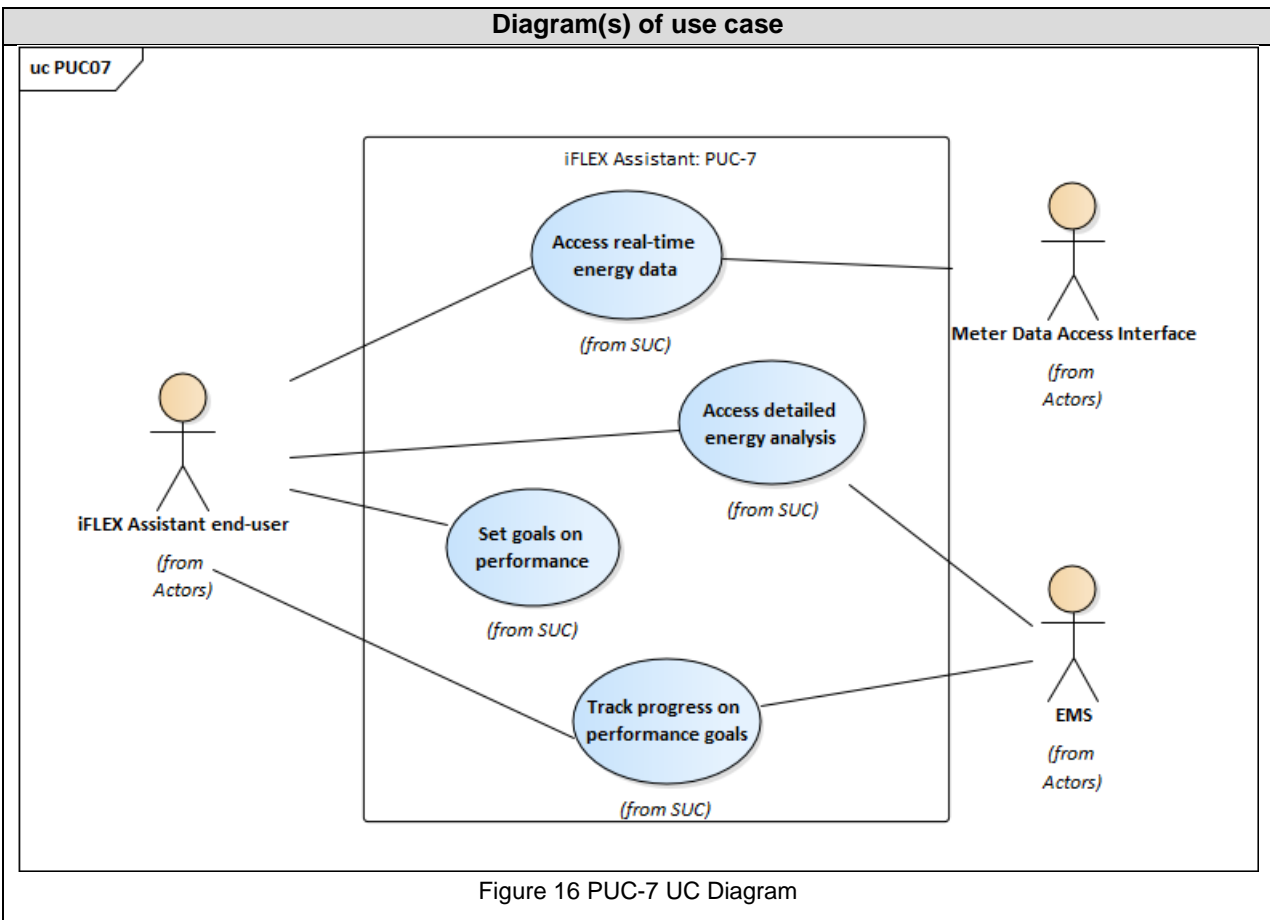 Diagram(s) of use case
uc PUC07
iFLEX Assistant: PUC-7
Access real-time
energy data
(from SUC)
Meter Data Access Interface
(from
Actors)
Access detailed
energy analysis
(from SUC)
iFLEX Assistant end-user
(from
Actors)
Set goals on
performance
(from SUC)
Track progress on
performance goals
(from SUC)
EMS
(from
Actors)
Figure 16 PUC-7 UC Diagram